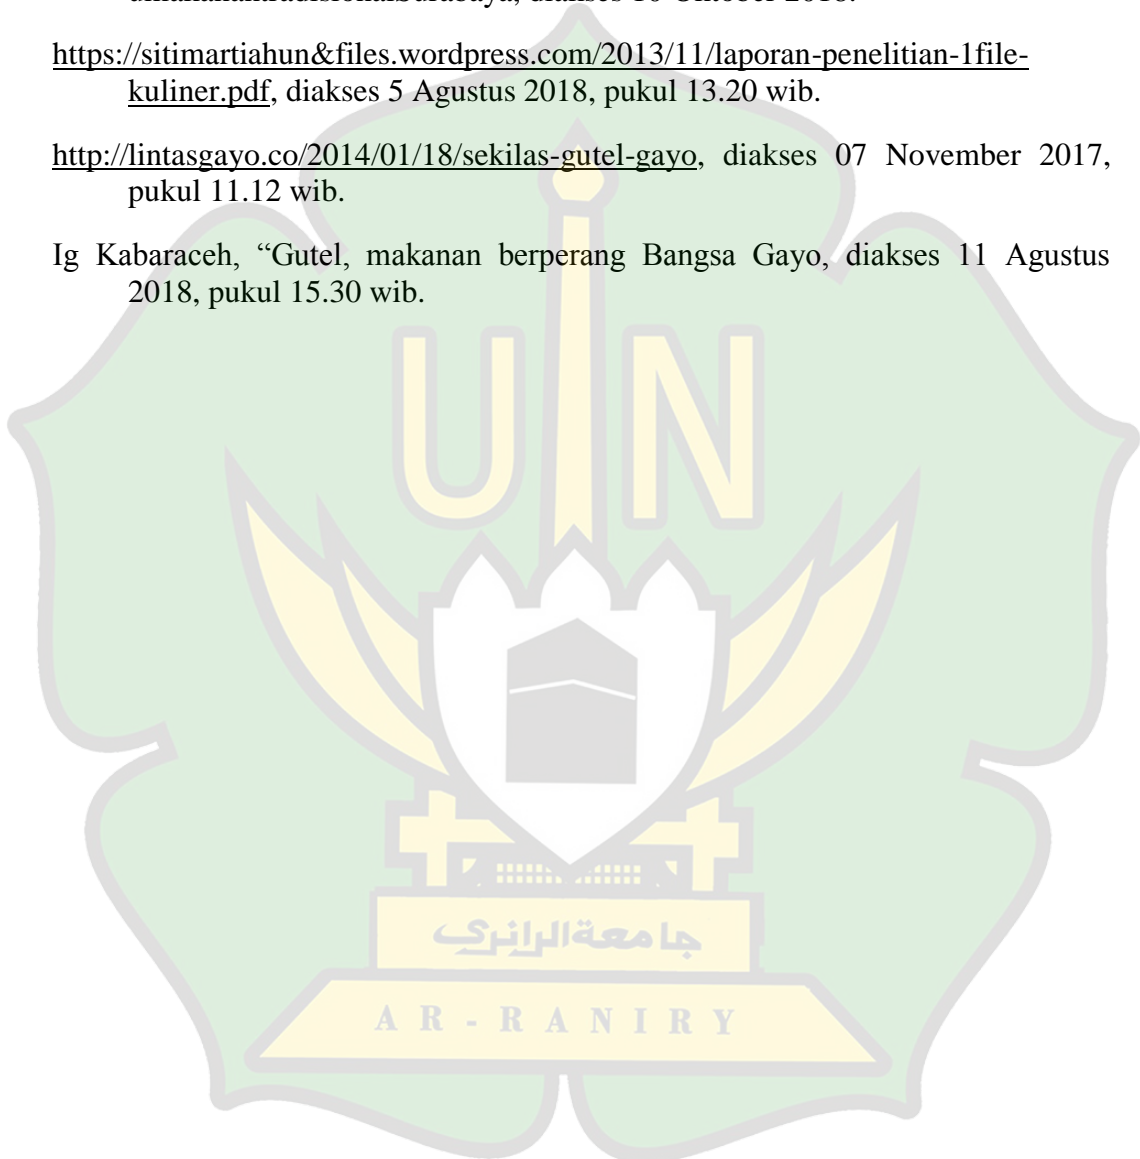 https://sitimartiahun&files.wordpress.com/2013/11/laporan-penelitian-1file-
kuliner.pdf, diakses 5 Agustus 2018, pukul 13.20 wib.
http://lintasgayo.co/2014/01/18/sekilas-gutel-gayo, diakses 07 November 2017,
pukul 11.12 wib.
Ig Kabaraceh, “Gutel, makanan berperang Bangsa Gayo, diakses 11 Agustus
2018, pukul 15.30 wib.
UIN
جامعة الرانري
AR-RANIRY